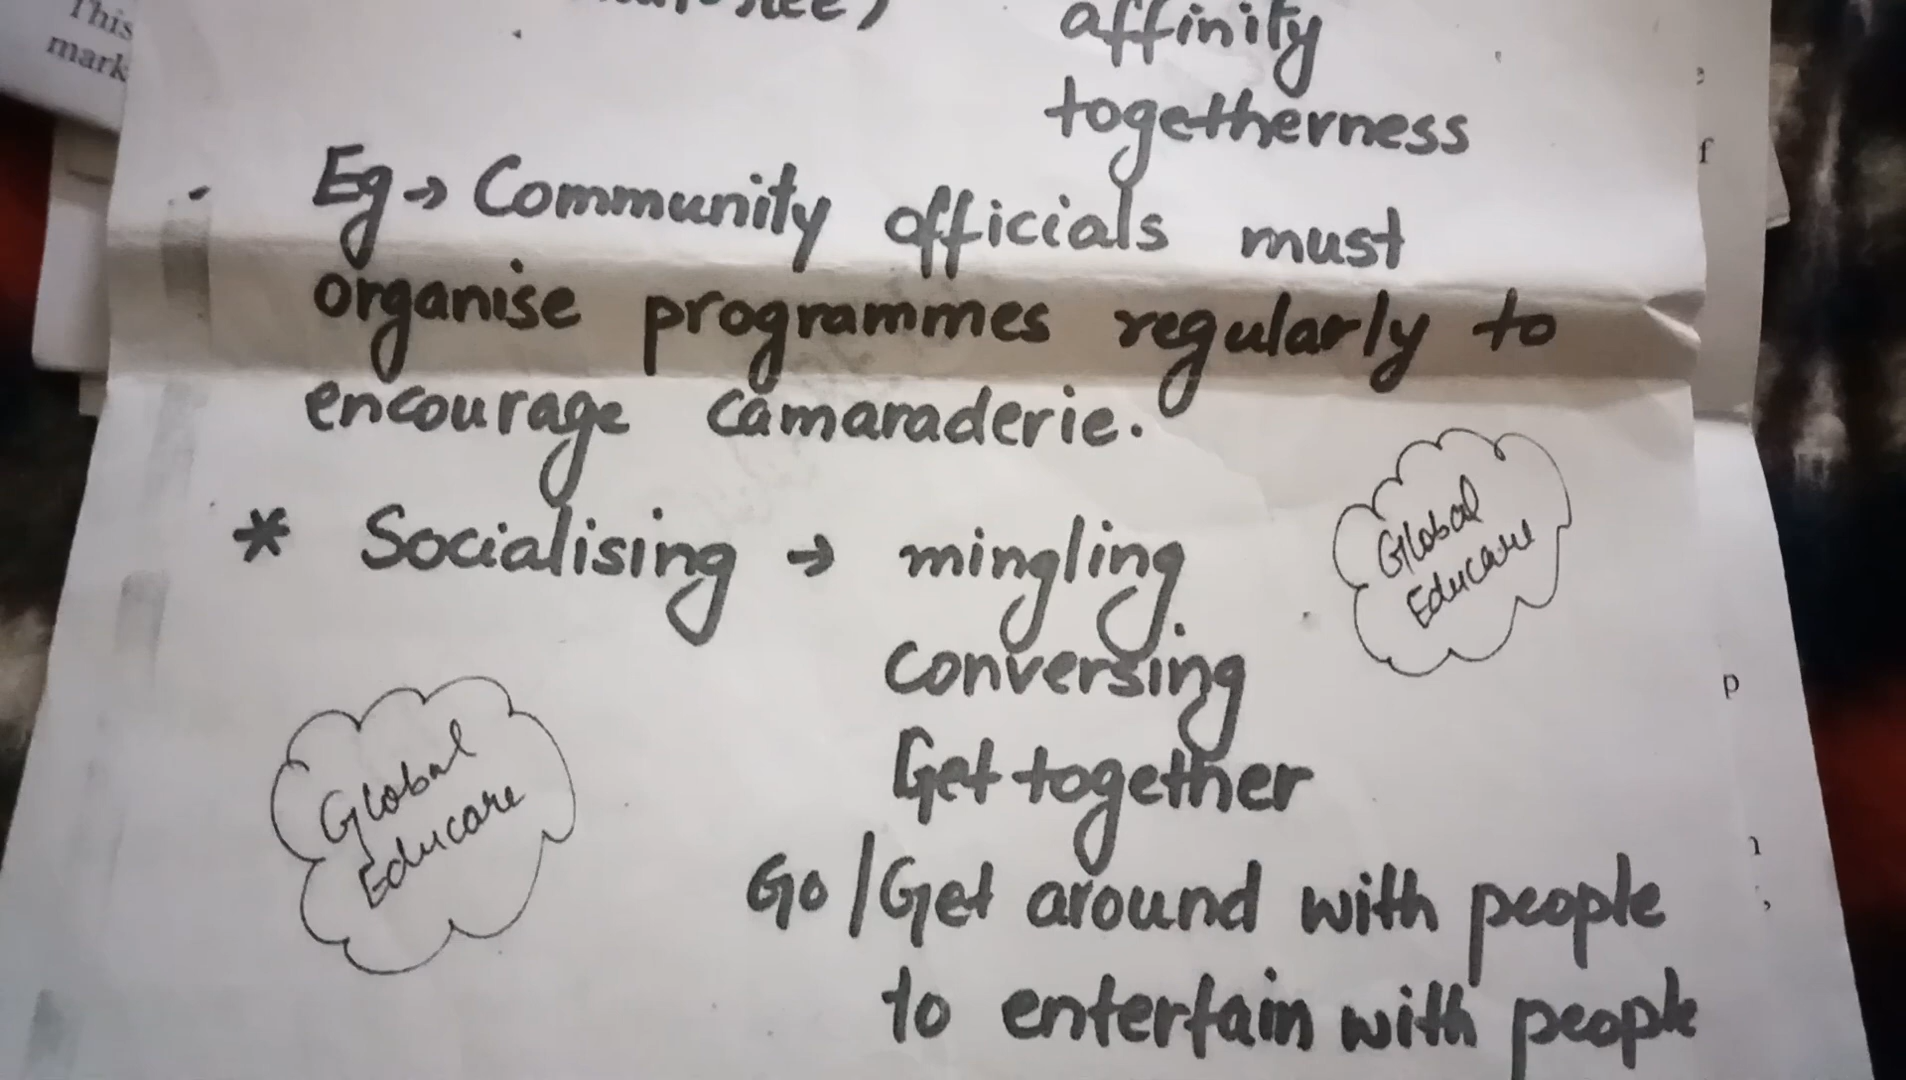 This
mark
affinity
togetherness
Eg → Community officials must
organise programmes regularly to
encourage camaraderie.
* Socialising → mingling
conversing
Get together
Go/Get around with people
to entertain with people
Global
Educare
Global
Educare
f
p